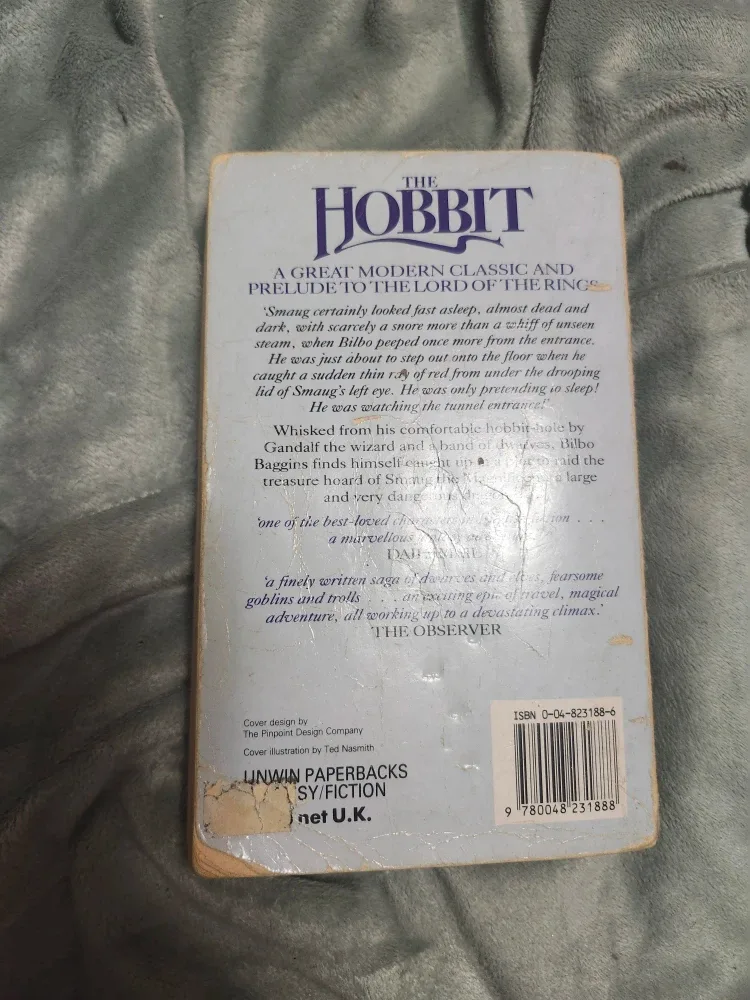 THE
HOBBIT
A GREAT MODERN CLASSIC AND
PRELUDE TO THE LORD OF THE RINGS
'Smaug certainly looked fast asleep, almost dead and
dark, with scarcely a snore more than a whiff of unseen
steam, when Bilbo peeped once more from the entrance.
He was just about to step out onto the floor when he
caught a sudden thin ray of red from under the drooping
lid of Smaug's left eye. He was only pretending to sleep!
He was watching the tunnel entrance!'
Whisked from his comfortable hobbit-hole by
Gandalf the wizard and a band of dwarves, Bilbo
Baggins finds himself caught up in a plot to raid the
treasure hoard of Smaug the Magnificent, a large
and very dangerous
'one of the best-loved characters in
a marvellous
DAILY MAIL
'a finely written saga of dwarves and elves, fearsome
goblins and trolls . . . an exciting epic of travel, magical
adventure, all working up to a devastating climax.'
THE OBSERVER
Cover design by
The Pinpoint Design Company
Cover illustration by Ted Nasmith
UNWIN PAPERBACKS
SY/FICTION
net U.K.
ISBN 0-04-823188-6
9 780048 231888